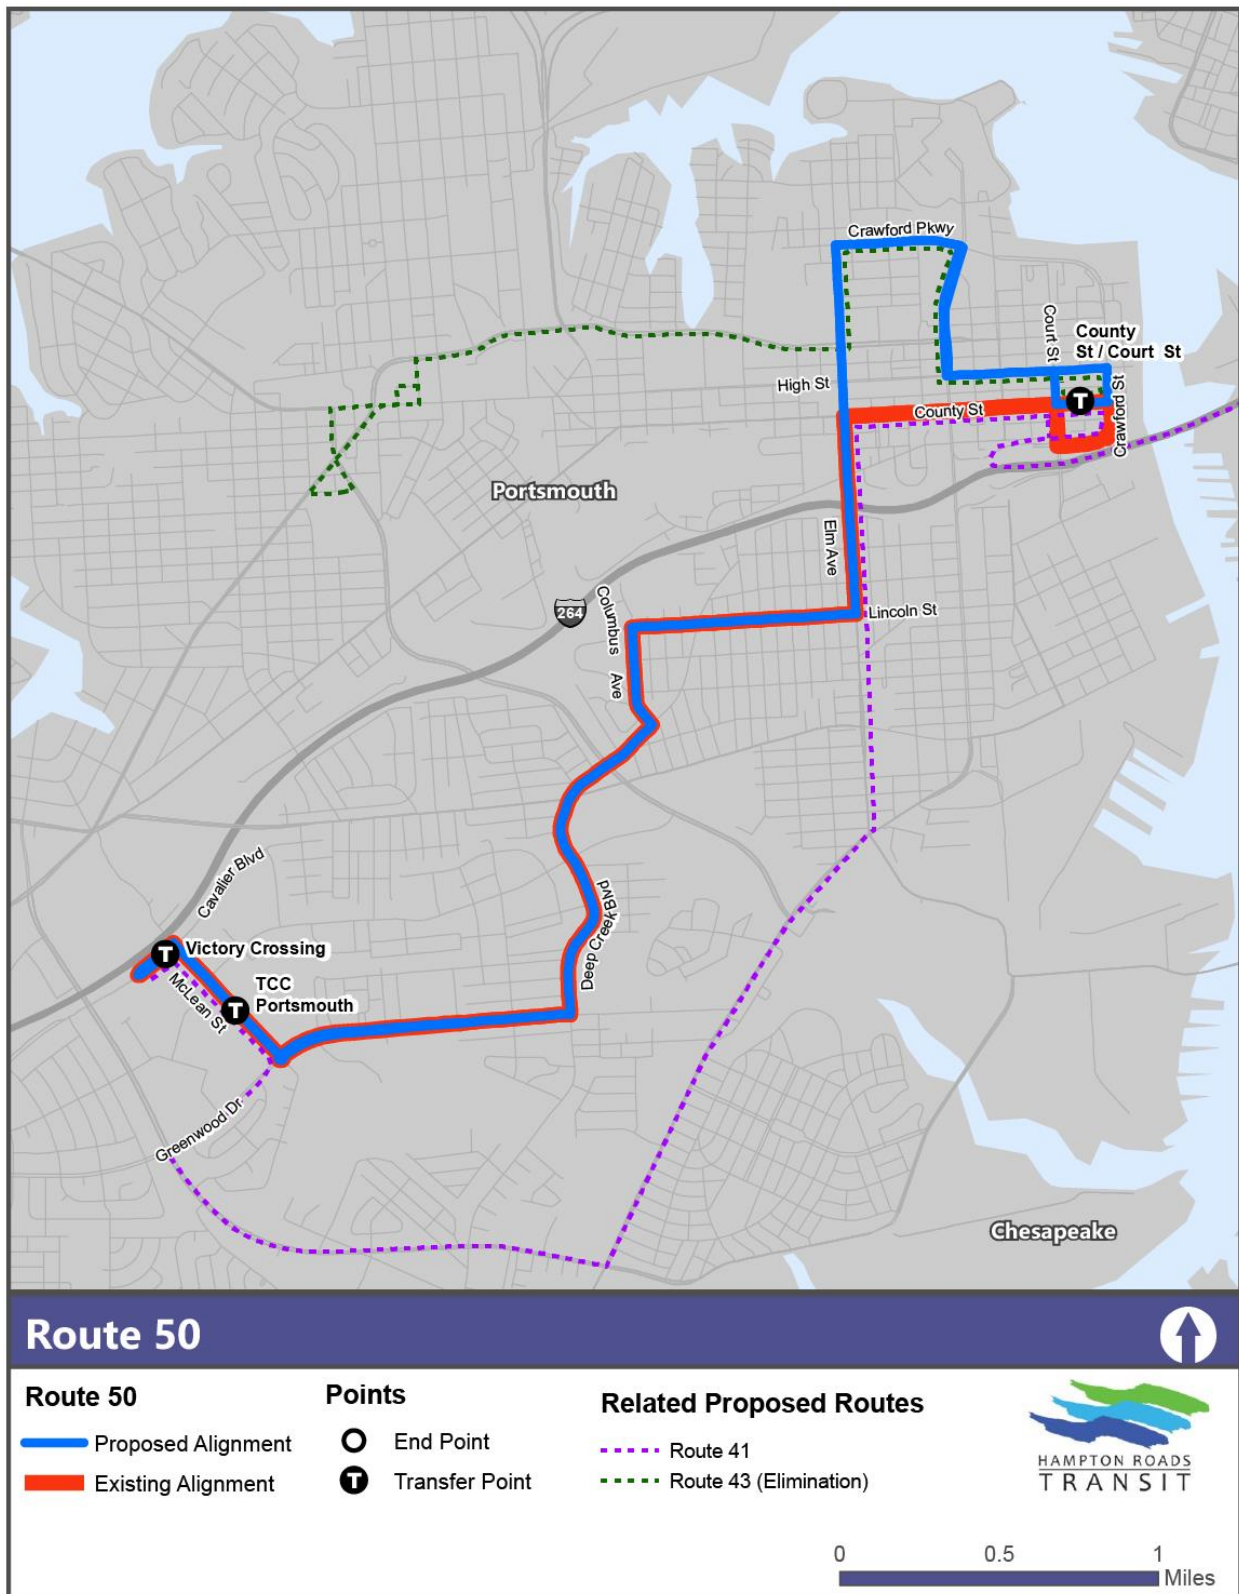 Crawford Pkwy
Court St
County
St / Court St
High St
County St
Crawford St
Portsmouth
Elm Ave
264
Columbus
Ave
Lincoln St
Cavalier Blvd
Deep Creek Blvd
T
T
Victory Crossing
T
TCC
Portsmouth
McLean St
Greenwood Dr
Chesapeake
Route 50
Route 50
Proposed Alignment
Existing Alignment
Points
End Point
T Transfer Point
Related Proposed Routes
Route 41
Route 43 (Elimination)
HAMPTON ROADS
TRANSIT
0 0.5 1
Miles